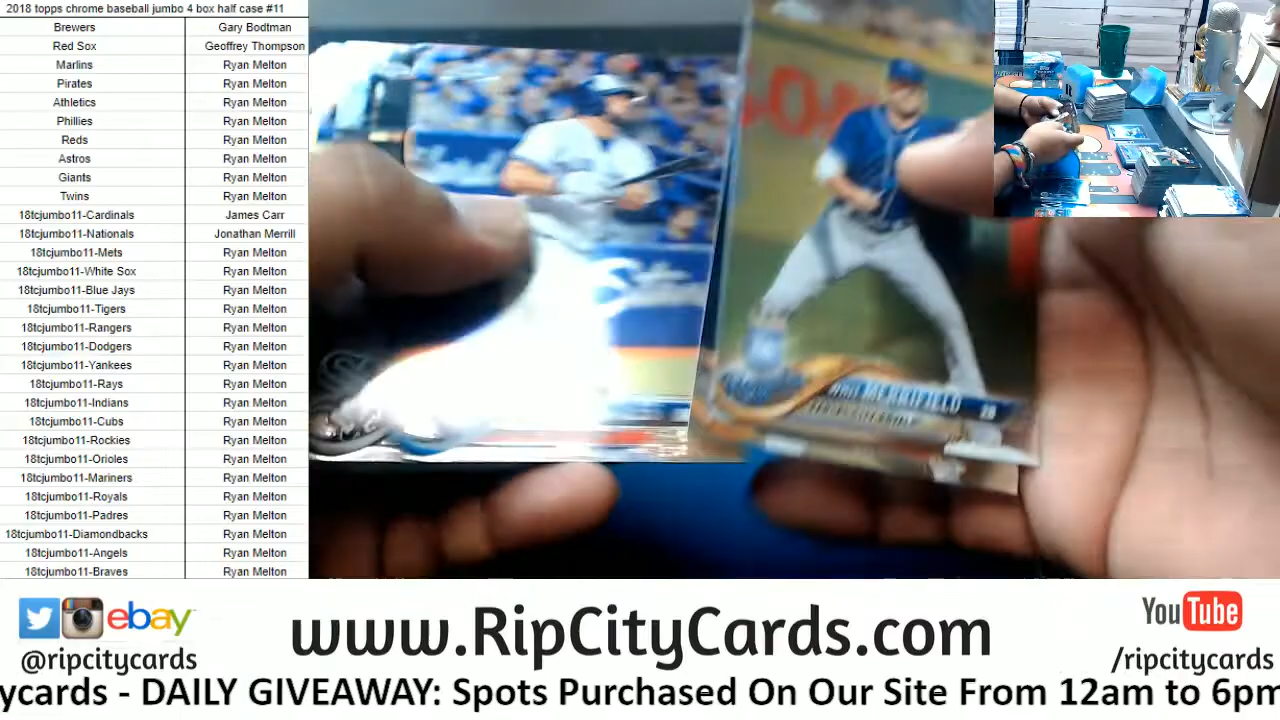 2018 topps chrome baseball jumbo 4 box half case #11
Brewers Gary Bodtman
Red Sox Geoffrey Thompson
Marlins Ryan Melton
Pirates Ryan Melton
Athletics Ryan Melton
Phillies Ryan Melton
Reds Ryan Melton
Astros Ryan Melton
Giants Ryan Melton
Twins Ryan Melton
18tcjumbo11-Cardinals James Carr
18tcjumbo11-Nationals Jonathan Merrill
18tcjumbo11-Mets Ryan Melton
18tcjumbo11-White Sox Ryan Melton
18tcjumbo11-Blue Jays Ryan Melton
18tcjumbo11-Tigers Ryan Melton
18tcjumbo11-Rangers Ryan Melton
18tcjumbo11-Dodgers Ryan Melton
18tcjumbo11-Yankees Ryan Melton
18tcjumbo11-Rays Ryan Melton
18tcjumbo11-Indians Ryan Melton
18tcjumbo11-Cubs Ryan Melton
18tcjumbo11-Rockies Ryan Melton
18tcjumbo11-Orioles Ryan Melton
18tcjumbo11-Mariners Ryan Melton
18tcjumbo11-Royals Ryan Melton
18tcjumbo11-Padres Ryan Melton
18tcjumbo11-Diamondbacks Ryan Melton
18tcjumbo11-Angels Ryan Melton
18tcjumbo11-Braves Ryan Melton
MERRIFIELD
ebay
@ripcitycards
www.RipCityCards.com
YouTube
/ripcitycards
ycards - DAILY GIVEAWAY: Spots Purchased On Our Site From 12am to 6pm